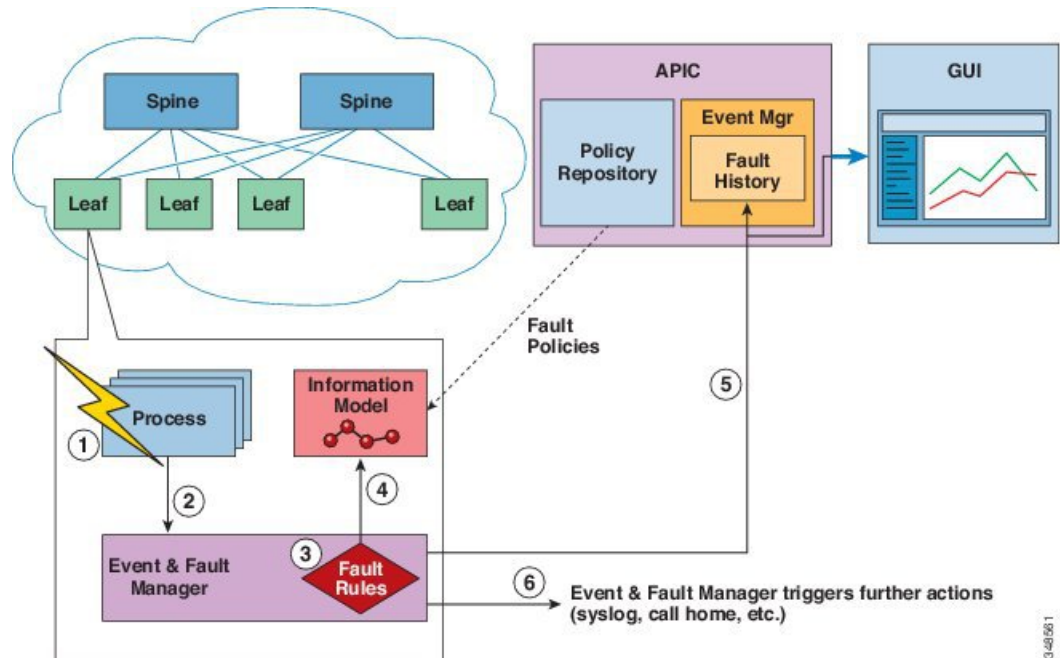 Spine
Spine
Leaf
Leaf
Leaf
Leaf
APIC
Policy
Repository
Event Mgr
Fault
History
GUI
Fault
Policies
Process
1
2
Information
Model
4
3
Event & Fault
Manager
Fault
Rules
5
6
Event & Fault Manager triggers further actions
(syslog, call home, etc.)
348561